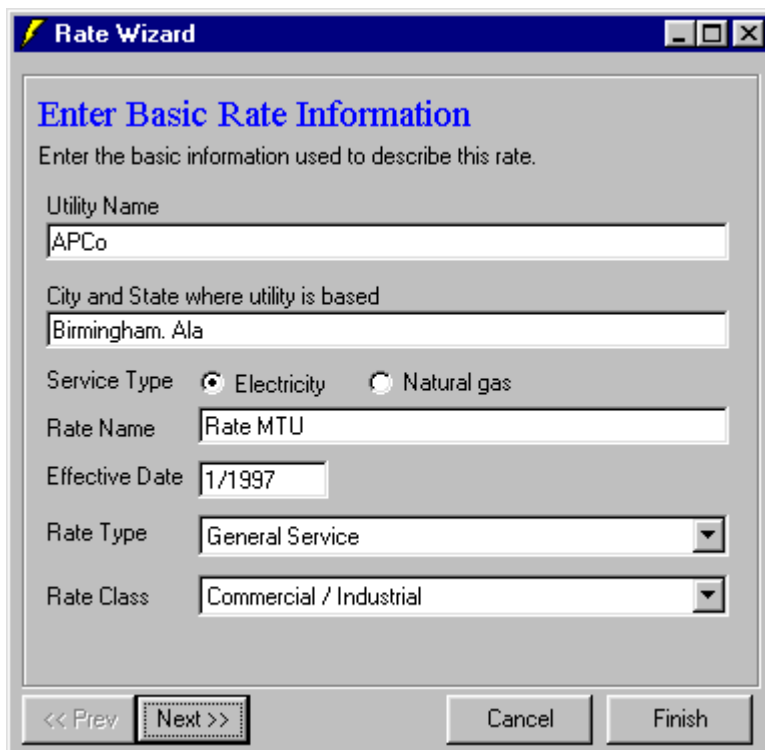 Rate Wizard
Enter Basic Rate Information
Enter the basic information used to describe this rate.
Utility Name
APCo
City and State where utility is based
Birmingham. Ala
Service Type Electricity Natural gas
Rate Name Rate MTU
Effective Date 1/1997
Rate Type General Service
Rate Class Commercial / Industrial
<< Prev Next >> Cancel Finish